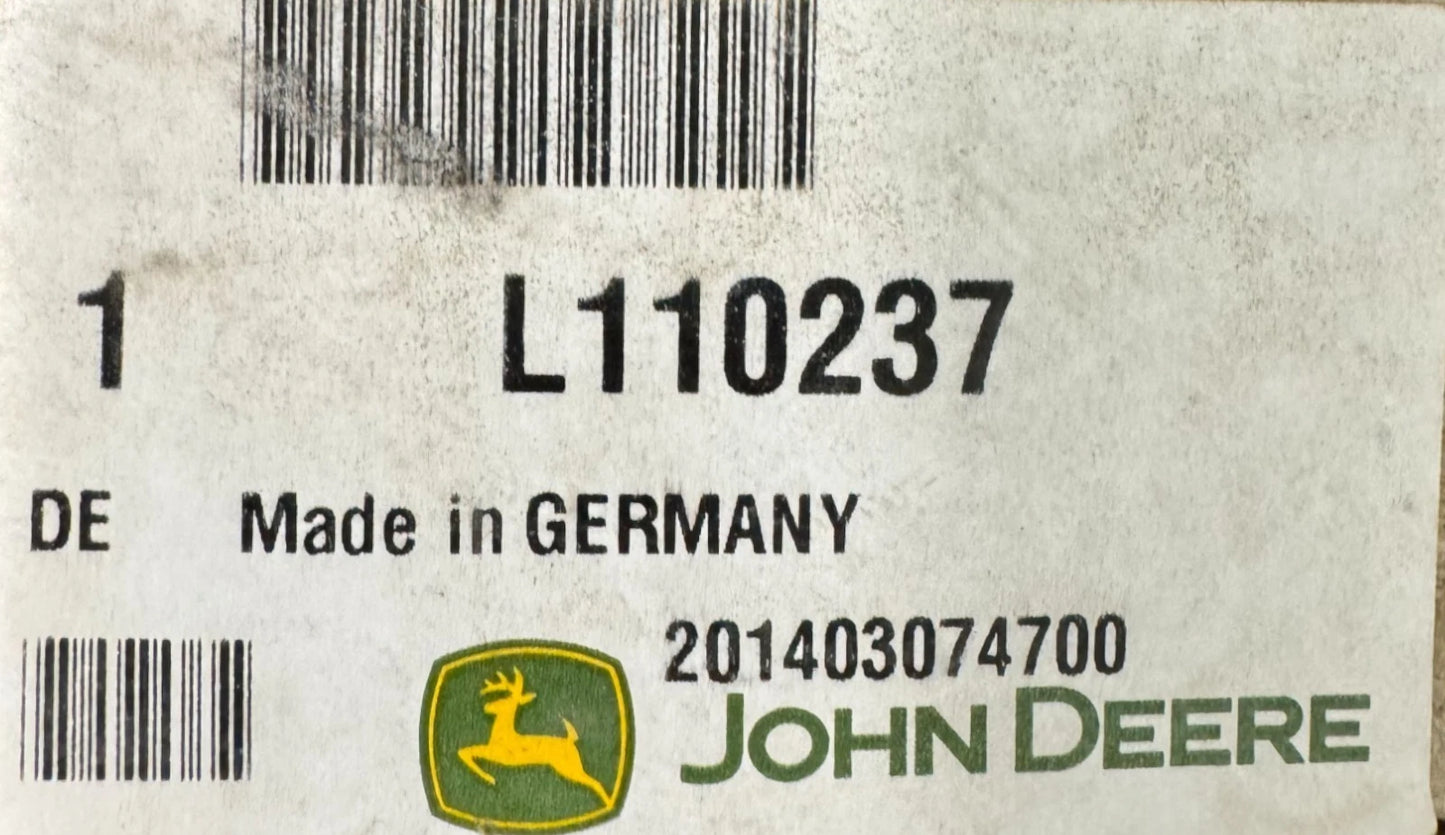 1 L110237
DE Made in GERMANY
201403074700
JOHN DEERE